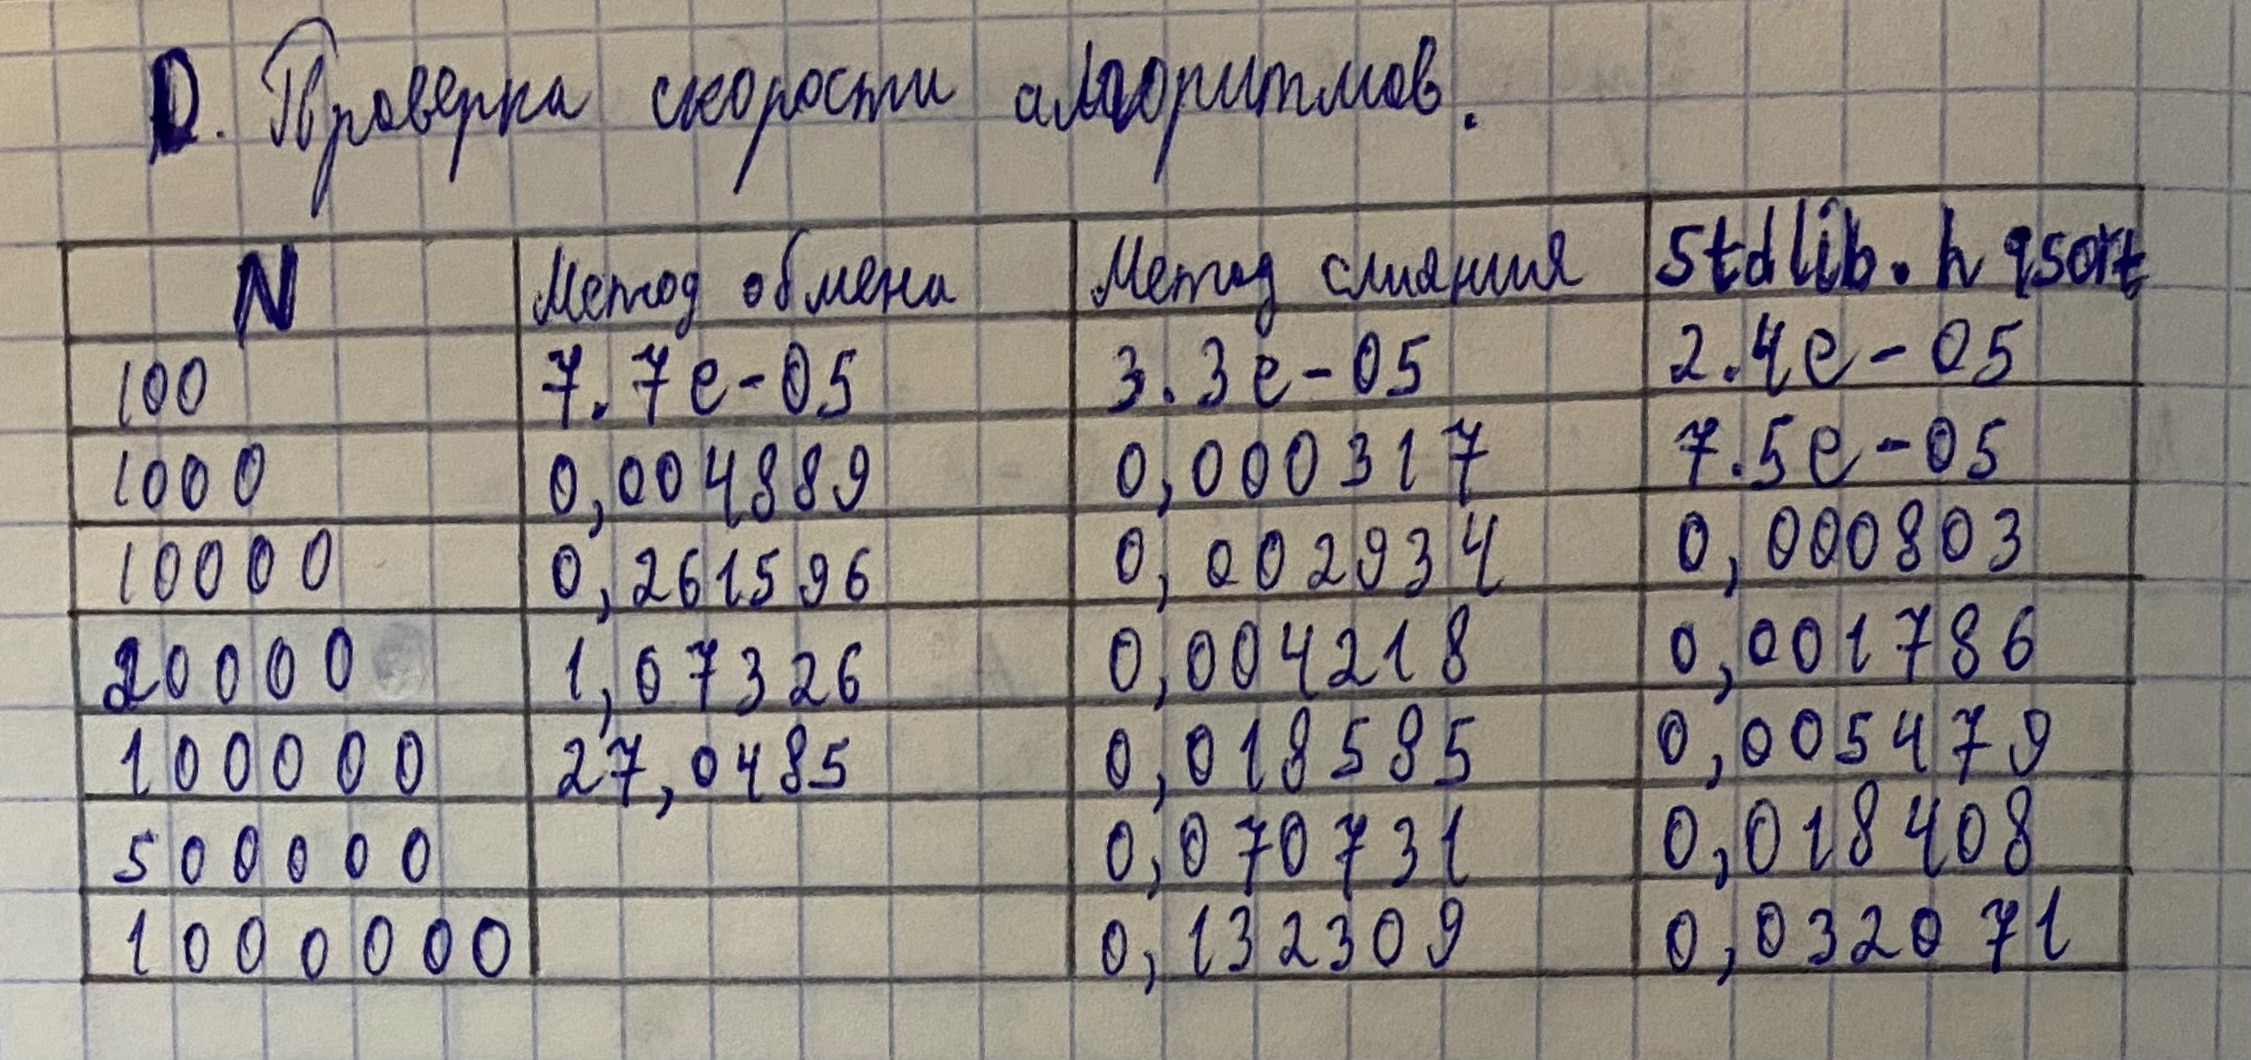 D. Проверка скорости алгоритмов.
N Метод обмена Метод слияния stdlib.h qsort
100 7.7e-05 3.3e-05 2.4e-05
1000 0,004889 0,000317 7.5e-05
10000 0,261596 0,002934 0,000803
20000 1,07326 0,004218 0,001786
100000 27,0485 0,018585 0,005479
500000 0,070731 0,018408
1000000 0,132309 0,032071